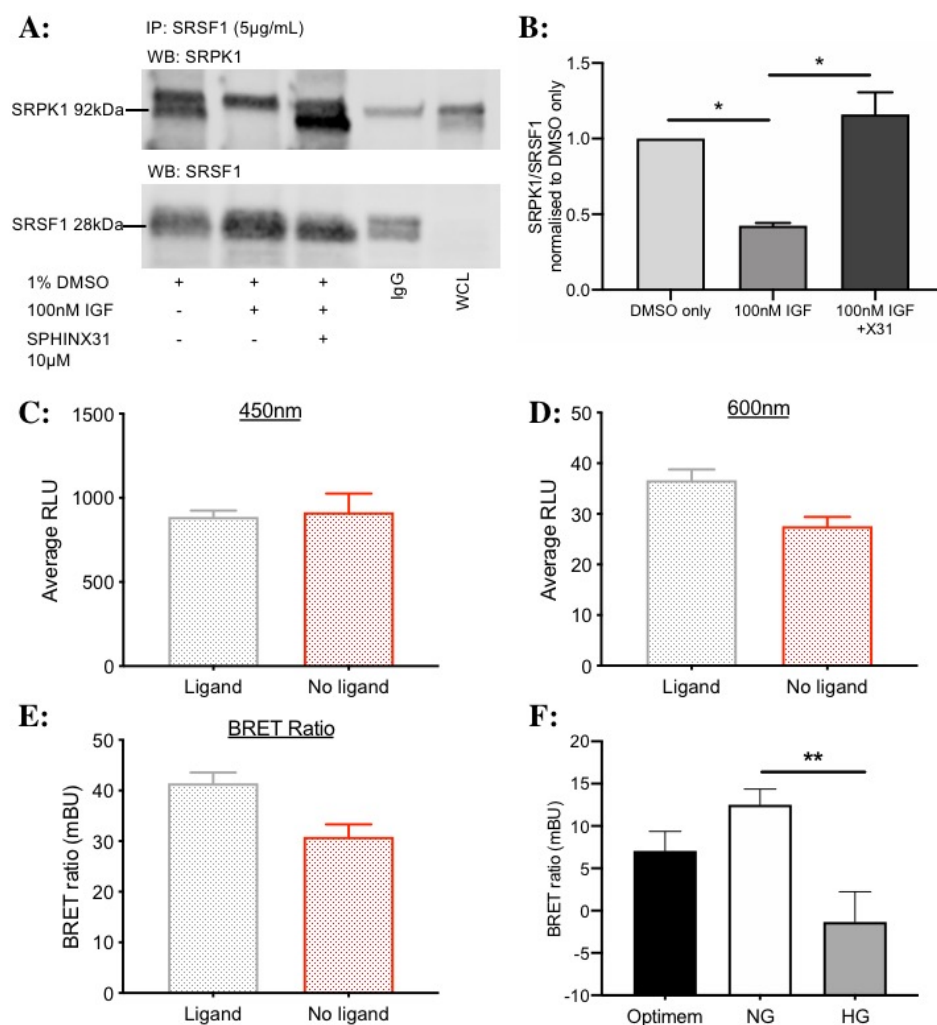 A:
IP: SRSF1 (5µg/mL)
WB: SRPK1
SRPK1 92kDa
WB: SRSF1
SRSF1 28kDa
1% DMSO + + + IgG WCL
100nM IGF - + +
SPHINX31 - - +
10µM
B:
SRPK1/SRSF1
normalised to DMSO only
1.5
1.0
0.5
0.0
* *
DMSO only 100nM IGF 100nM IGF
+X31
C:
450nm
Average RLU
1500
1000
500
0
Ligand No ligand
D:
600nm
Average RLU
50
40
30
20
10
0
Ligand No ligand
E:
BRET Ratio
BRET ratio (mBU)
50
40
30
20
10
0
Ligand No ligand
F:
BRET ratio (mBU)
20
15
10
5
0
-5
-10
**
Optimem NG HG